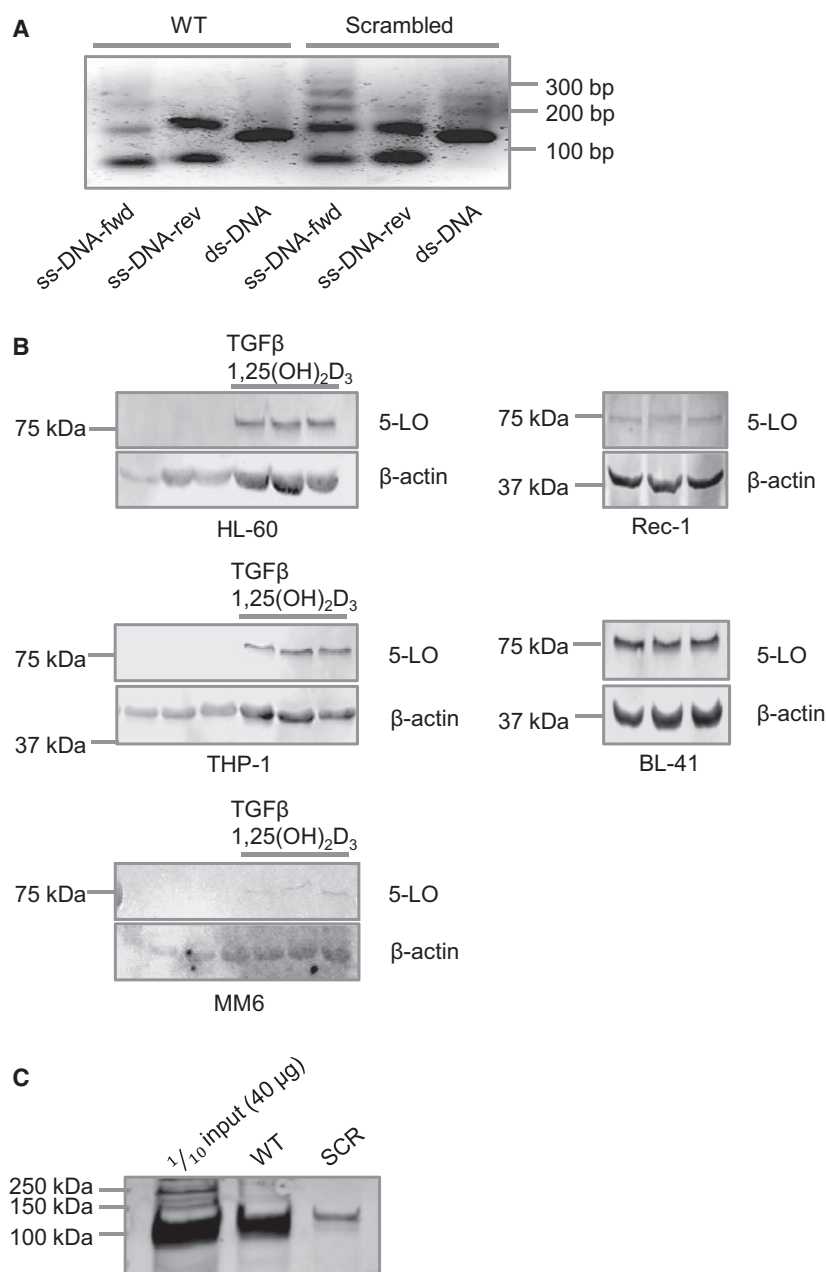 A
WT Scrambled
300 bp
200 bp
100 bp
ss-DNA-fwd ss-DNA-rev ds-DNA ss-DNA-fwd ss-DNA-rev ds-DNA
B
TGFβ
1,25(OH)₂D₃
75 kDa 5-LO
β-actin
HL-60
75 kDa 5-LO
37 kDa β-actin
Rec-1
TGFβ
1,25(OH)₂D₃
75 kDa 5-LO
β-actin
37 kDa
THP-1
75 kDa 5-LO
37 kDa β-actin
BL-41
TGFβ
1,25(OH)₂D₃
75 kDa 5-LO
β-actin
MM6
C
¹/₁₀ input (40 µg) WT SCR
250 kDa
150 kDa
100 kDa